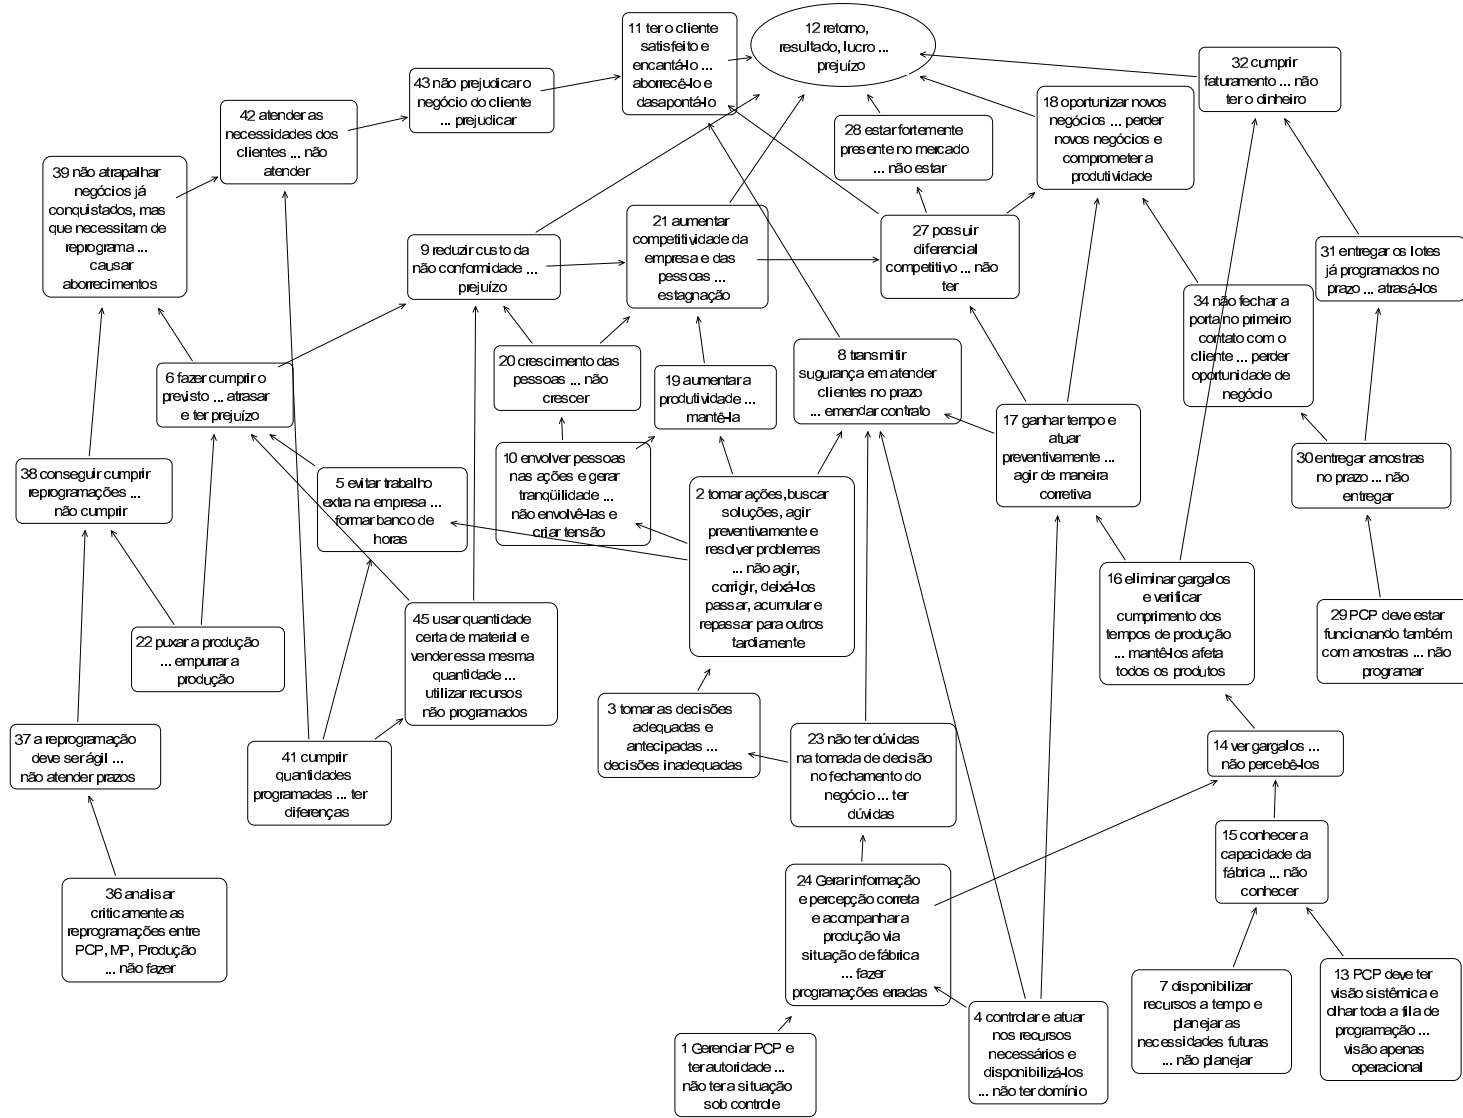 11 ter o cliente
satisfeito e
encantá-lo ...
aborrecê-lo e
dasapontá-lo
12 retorno,
resultado, lucro ...
prejuízo
32 cumprir
faturamento ... não
ter o dinheiro
43 não prejudicar o
negócio do cliente
... prejudicar
42 atender as
necessidades dos
clientes ... não
atender
18 oportunizar novos
negócios ... perder
novos negócios e
comprometer a
produtividade
28 estar fortemente
presente no mercado
... não estar
39 não atrapalhar
negócios já
conquistados, mas
que necessitam de
reprograma ...
causar
aborrecimentos
9 reduzir custo da
não conformidade ...
prejuízo
21 aumentar
competitividade da
empresa e das
pessoas ...
estagnação
27 possuir
diferencial
competitivo ... não
ter
31 entregar os lotes
já programados no
prazo ... atrasá-los
34 não fechar a
porta no primeiro
contato com o
cliente ... perder
oportunidade de
negócio
6 fazer cumprir o
previsto ... atrasar
e ter prejuízo
20 crescimento das
pessoas ... não
crescer
19 aumentar a
produtividade ...
mantê-la
8 transmitir
sugurança em atender
clientes no prazo
... emendar contrato
17 ganhar tempo e
atuar
preventivamente ...
agir de maneira
corretiva
38 conseguir cumprir
reprogramações ...
não cumprir
5 evitar trabalho
extra na empresa ...
formar banco de
horas
10 envolver pessoas
nas ações e gerar
tranqüilidade ...
não envolvê-las e
criar tensão
2 tomar ações, buscar
soluções, agir
preventivamente e
resolver problemas
... não agir,
corrigir, deixá-los
passar, acumular e
repassar para outros
tardiamente
30 entregar amostras
no prazo ... não
entregar
16 eliminar gargalos
e verificar
cumprimento dos
tempos de produção
... mantê-los afeta
todos os produtos
29 PCP deve estar
funcionando também
com amostras ... não
programar
22 puxar a produção
... empurrar a
produção
45 usar quantidade
certa de material e
vender essa mesma
quantidade ...
utilizar recursos
não programados
3 tomar as decisões
adequadas e
antecipadas ...
decisões inadequadas
37 a reprogramação
deve ser ágil ...
não atender prazos
41 cumprir
quantidades
programadas ... ter
diferenças
23 não ter dúvidas
na tomada de decisão
no fechamento do
negócio ... ter
dúvidas
14 ver gargalos ...
não percebê-los
15 conhecer a
capacidade da
fábrica ... não
conhecer
36 analisar
criticamente as
reprogramações entre
PCP, MP, Produção
... não fazer
24 Gerar informação
e percepção correta
e acompanhar a
produção via
situação de fábrica
... fazer
programações erradas
7 disponibilizar
recursos a tempo e
planejar as
necessidades futuras
... não planejar
13 PCP deve ter
visão sistêmica e
olhar toda a fila de
programação ...
visão apenas
operacional
1 Gerenciar PCP e
ter autoridade ...
não ter a situação
sob controle
4 controlar e atuar
nos recursos
necessários e
disponibilizá-los
... não ter domínio